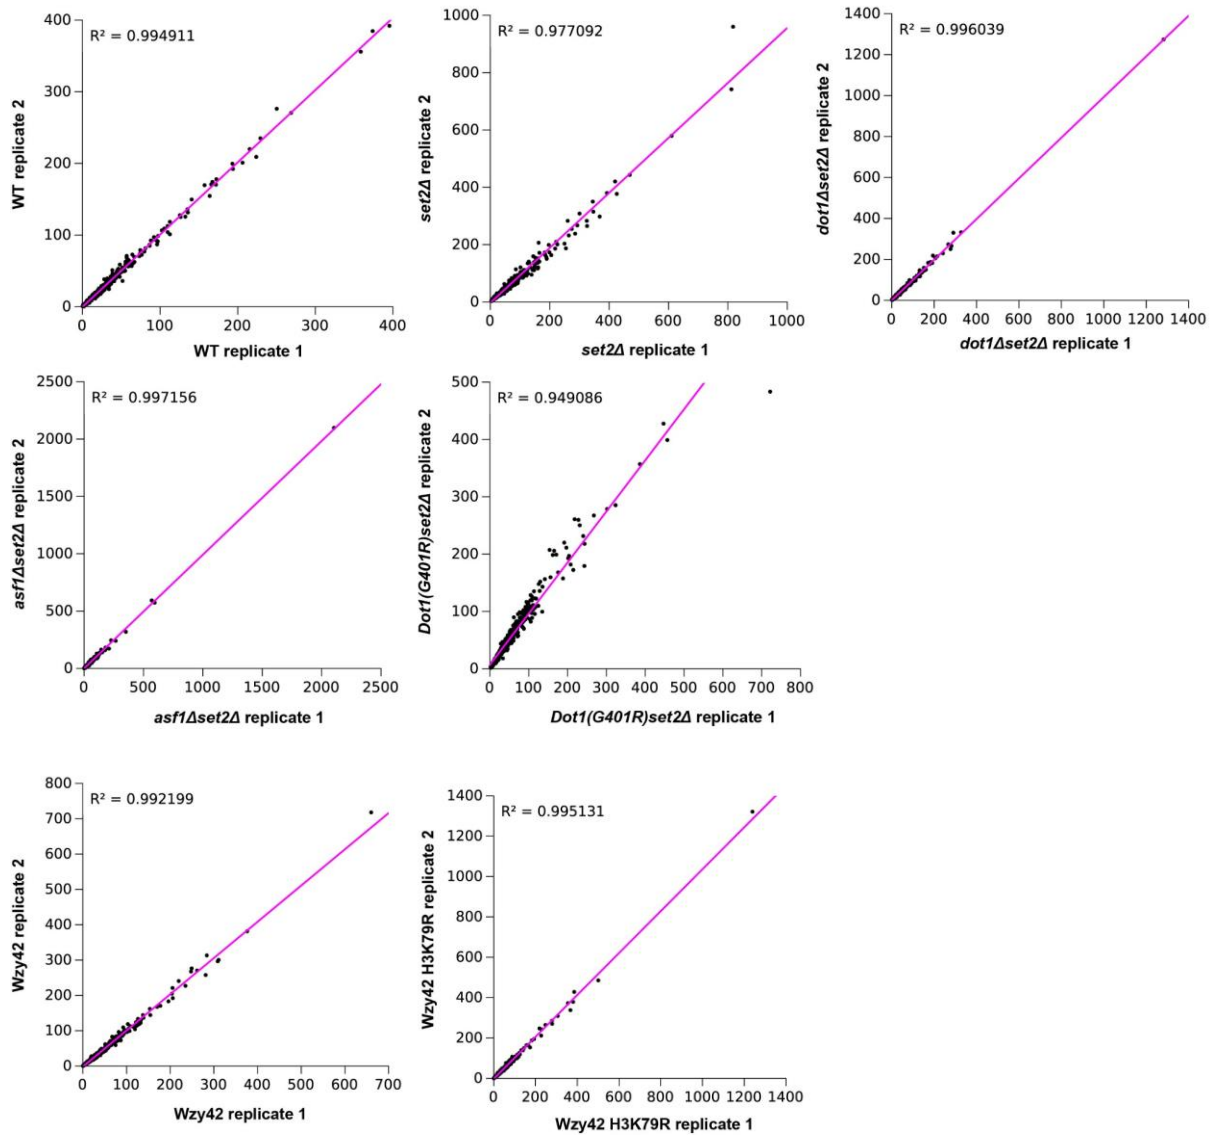 R² = 0.994911
400
300
200
100
0
0 100 200 300 400
WT replicate 2
WT replicate 1
R² = 0.977092
1000
800
600
400
200
0
0 200 400 600 800 1000
set2Δ replicate 2
set2Δ replicate 1
R² = 0.996039
1400
1200
1000
800
600
400
200
0
0 200 400 600 800 1000 1200 1400
dot1Δset2Δ replicate 2
dot1Δset2Δ replicate 1
R² = 0.997156
2500
2000
1500
1000
500
0
0 500 1000 1500 2000 2500
asf1Δset2Δ replicate 2
asf1Δset2Δ replicate 1
R² = 0.949086
500
400
300
200
100
0
0 100 200 300 400 500 600 700 800
Dot1(G401R)set2Δ replicate 2
Dot1(G401R)set2Δ replicate 1
R² = 0.992199
800
700
600
500
400
300
200
100
0
0 100 200 300 400 500 600 700
Wzy42 replicate 2
Wzy42 replicate 1
R² = 0.995131
1400
1200
1000
800
600
400
200
0
0 200 400 600 800 1000 1200 1400
Wzy42 H3K79R replicate 2
Wzy42 H3K79R replicate 1